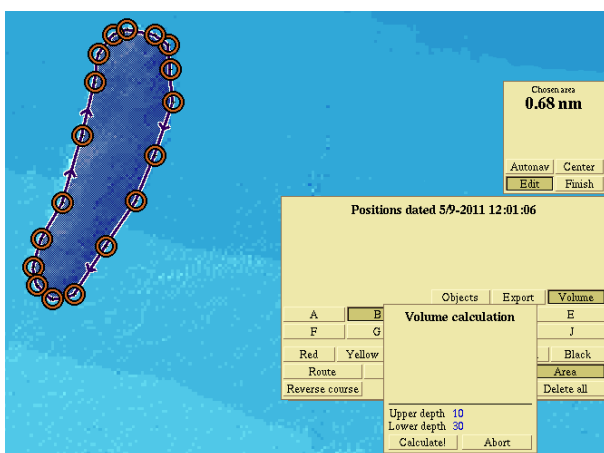 Chosen area
0.68 nm
Autonav Center
Edit Finish
Positions dated 5/9-2011 12:01:06
Objects Export Volume
A B E
F G J
Red Yellow Black
Route Area
Reverse course Delete all
Volume calculation
Upper depth 10
Lower depth 30
Calculate! Abort